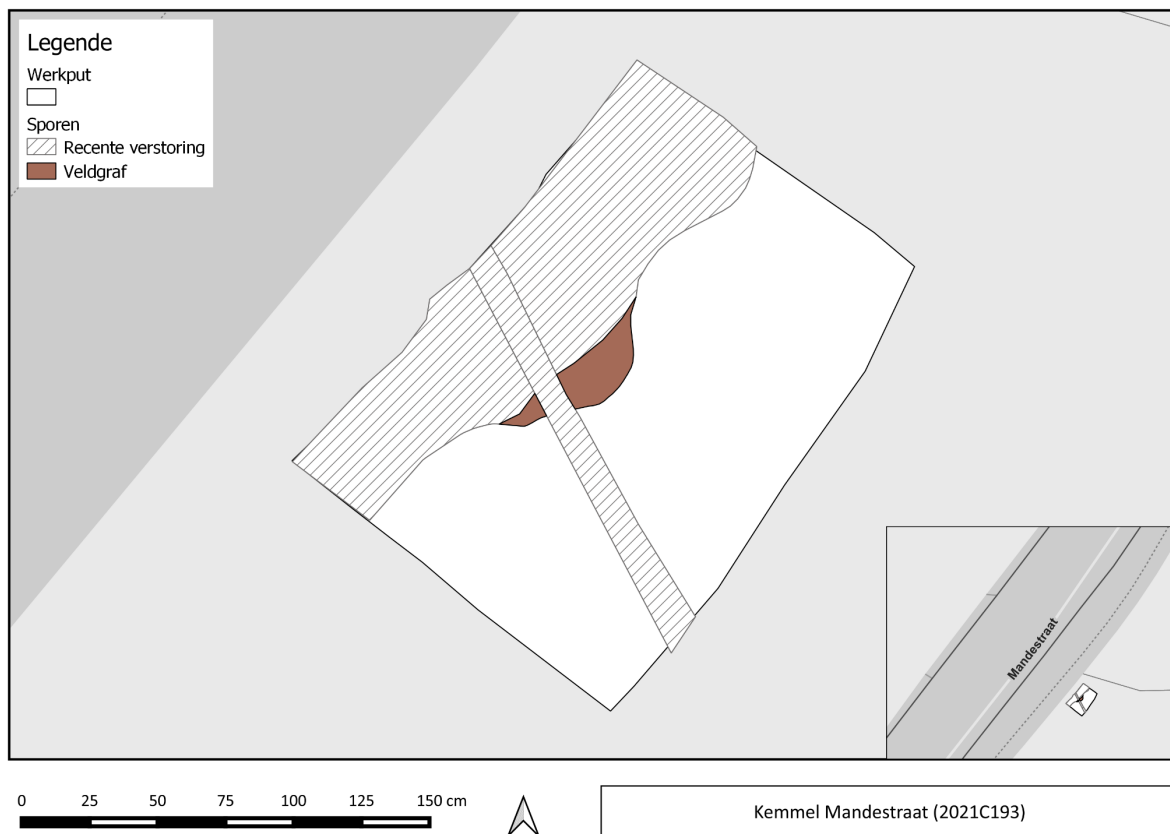 Legende
Werkput
Sporen
Recente verstoring
Veldgraf
Mandestraat
0 25 50 75 100 125 150 cm
Kemmel Mandestraat (2021C193)